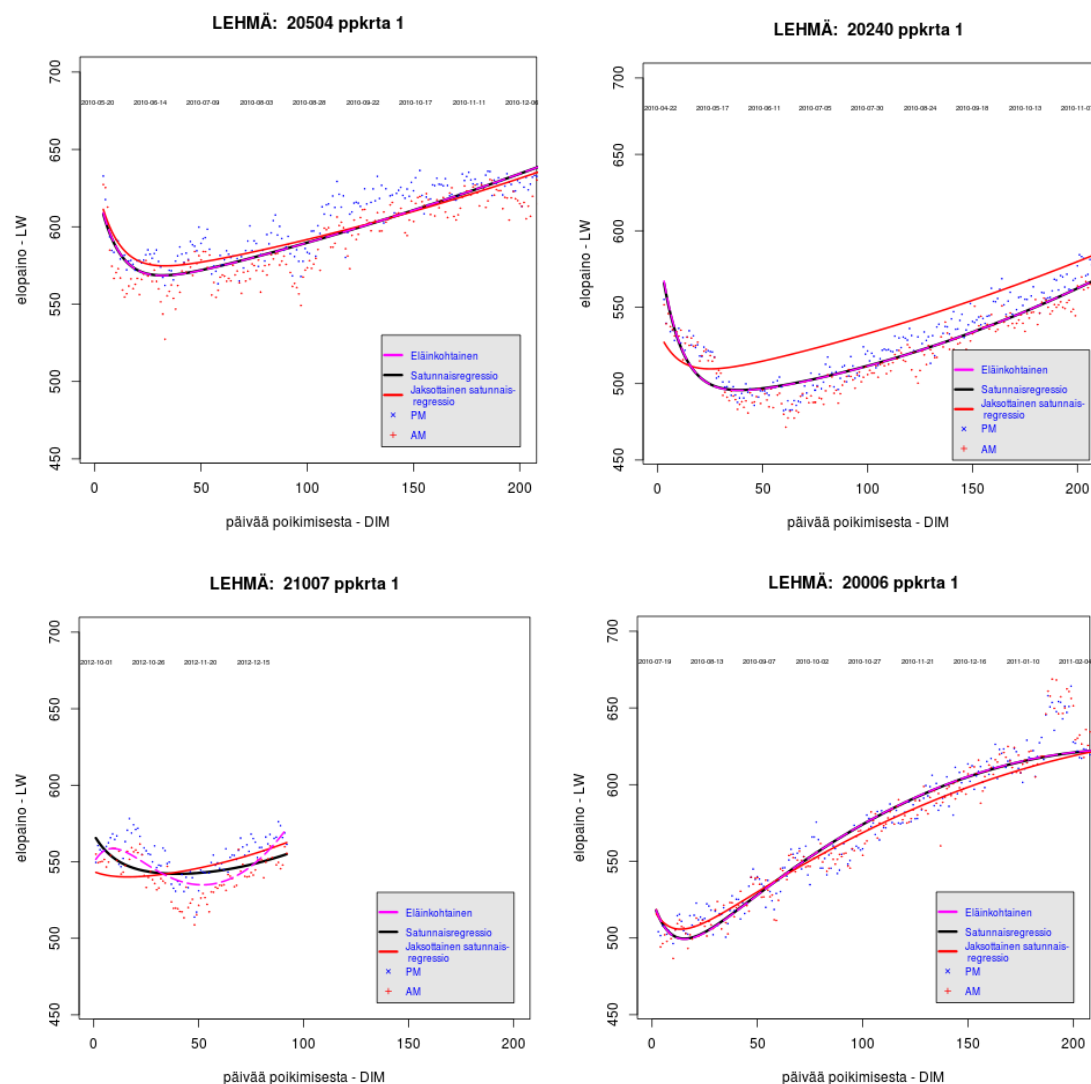 LEHMÄ: 20504 ppkrta 1
700
650
600
550
500
450
elopaino - LW
2010-05-20 2010-06-14 2010-07-09 2010-08-03 2010-08-28 2010-09-22 2010-10-17 2010-11-11 2010-12-06
Eläinkohtainen
Satunnaisregressio
Jaksottainen satunnais-
regressio
PM
AM
0 50 100 150 200
päivää poikimisesta - DIM
LEHMÄ: 20240 ppkrta 1
700
650
600
550
500
450
elopaino - LW
2010-04-22 2010-05-17 2010-06-11 2010-07-05 2010-07-30 2010-08-24 2010-09-18 2010-10-13
Eläinkohtainen
Satunnaisregressio
Jaksottainen satunnais-
regressio
PM
AM
0 50 100 150 200
päivää poikimisesta - DIM
LEHMÄ: 21007 ppkrta 1
700
650
600
550
500
450
elopaino - LW
2012-10-01 2012-10-26 2012-11-20 2012-12-15
Eläinkohtainen
Satunnaisregressio
Jaksottainen satunnais-
regressio
PM
AM
0 50 100 150 200
päivää poikimisesta - DIM
LEHMÄ: 20006 ppkrta 1
700
650
600
550
500
450
elopaino - LW
2010-07-19 2010-08-13 2010-09-07 2010-10-02 2010-10-27 2010-11-21 2010-12-16 2011-01-10 2011-02-04
Eläinkohtainen
Satunnaisregressio
Jaksottainen satunnais-
regressio
PM
AM
0 50 100 150 200
päivää poikimisesta - DIM